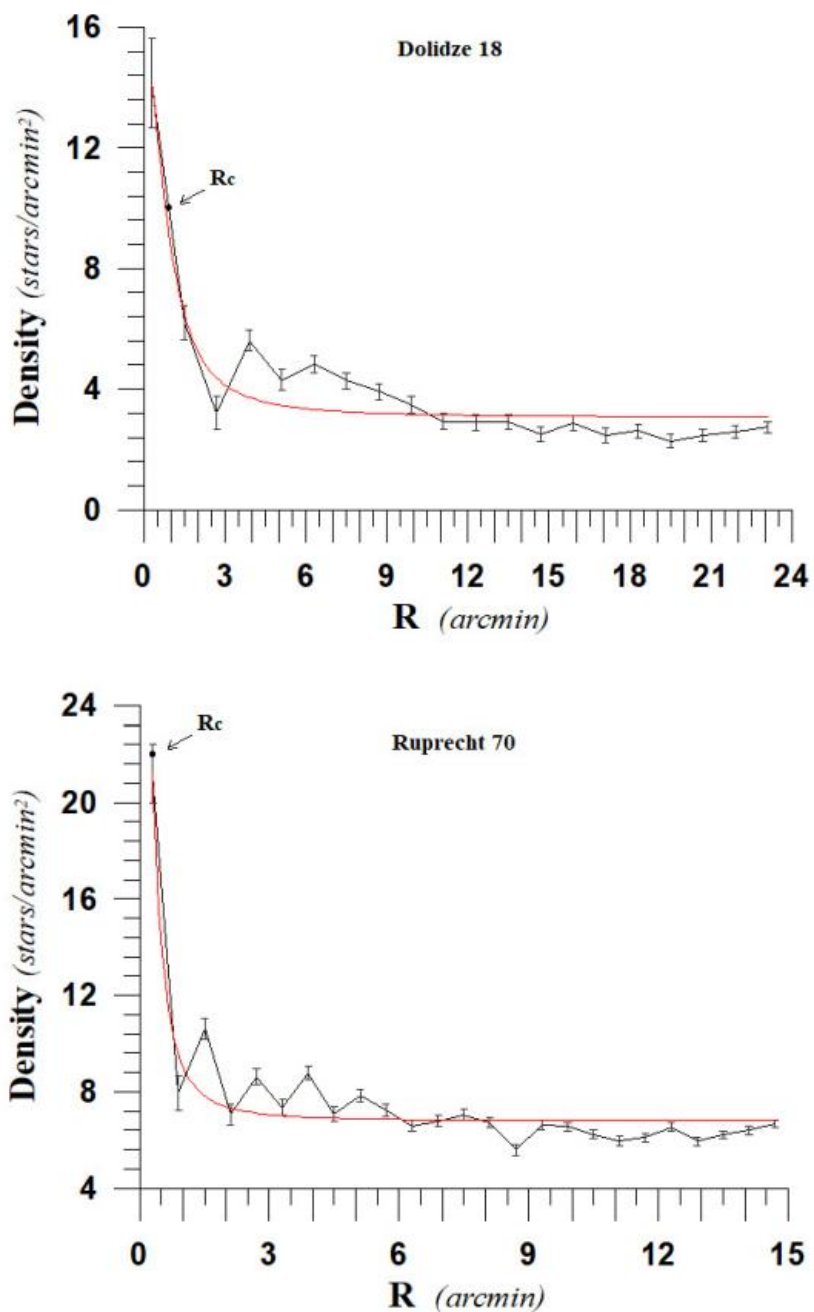 Dolidze 18
16
12
8
4
0
Rc
Density (stars/arcmin²)
0 3 6 9 12 15 18 21 24
R (arcmin)
Ruprecht 70
24
20
16
12
8
4
Rc
Density (stars/arcmin²)
0 3 6 9 12 15
R (arcmin)